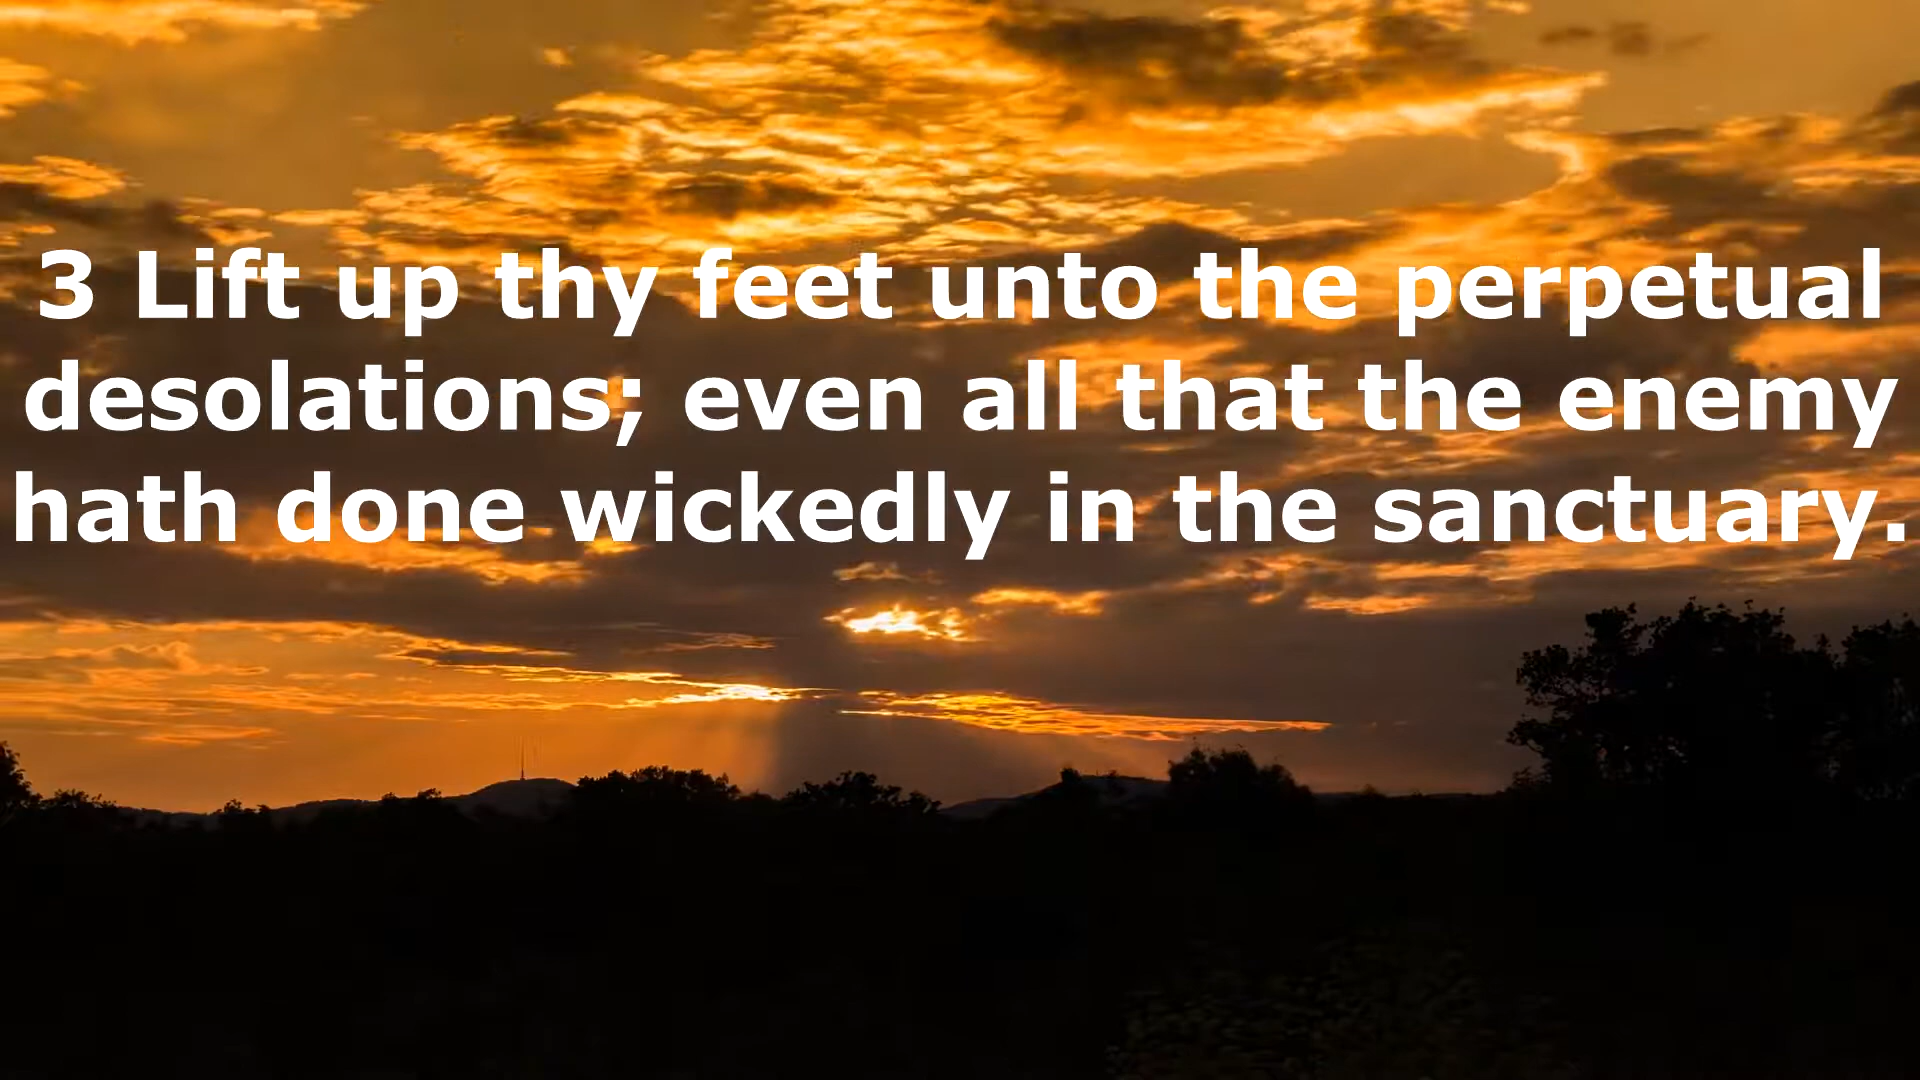 3 Lift up thy feet unto the perpetual
desolations; even all that the enemy
hath done wickedly in the sanctuary.